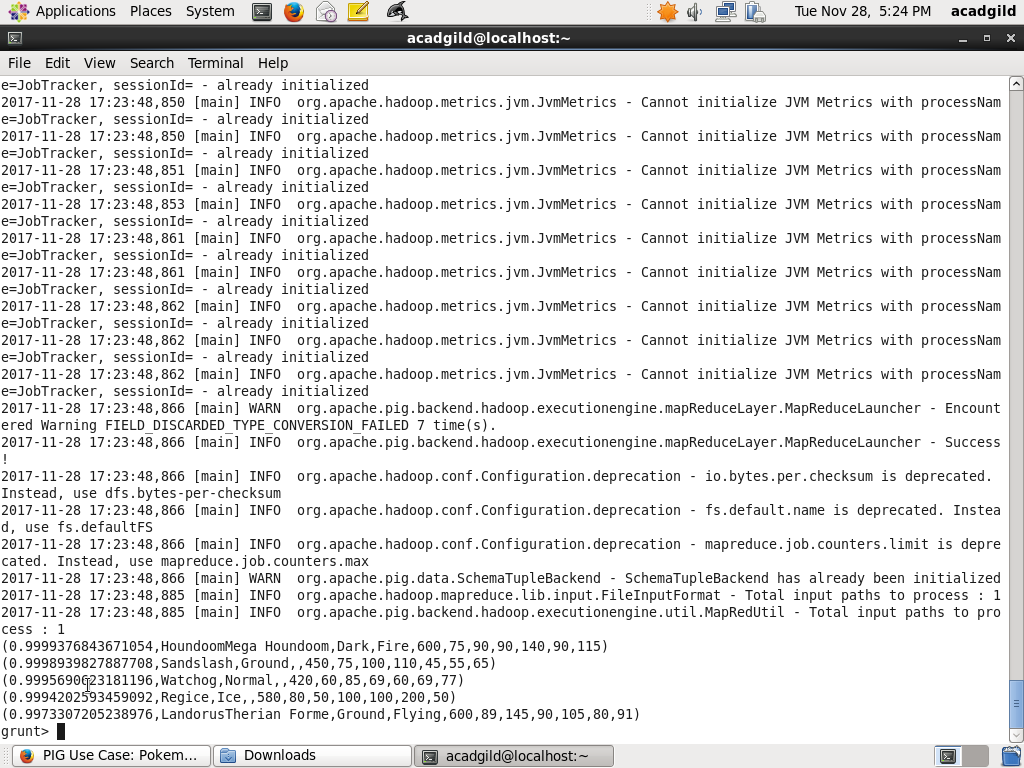 Applications Places System
Tue Nov 28, 5:24 PM acadgild
acadgild@localhost:~
File Edit View Search Terminal Help
e=JobTracker, sessionId= - already initialized
2017-11-28 17:23:48,850 [main] INFO  org.apache.hadoop.metrics.jvm.JvmMetrics - Cannot initialize JVM Metrics with processNam
e=JobTracker, sessionId= - already initialized
2017-11-28 17:23:48,850 [main] INFO  org.apache.hadoop.metrics.jvm.JvmMetrics - Cannot initialize JVM Metrics with processNam
e=JobTracker, sessionId= - already initialized
2017-11-28 17:23:48,851 [main] INFO  org.apache.hadoop.metrics.jvm.JvmMetrics - Cannot initialize JVM Metrics with processNam
e=JobTracker, sessionId= - already initialized
2017-11-28 17:23:48,853 [main] INFO  org.apache.hadoop.metrics.jvm.JvmMetrics - Cannot initialize JVM Metrics with processNam
e=JobTracker, sessionId= - already initialized
2017-11-28 17:23:48,861 [main] INFO  org.apache.hadoop.metrics.jvm.JvmMetrics - Cannot initialize JVM Metrics with processNam
e=JobTracker, sessionId= - already initialized
2017-11-28 17:23:48,861 [main] INFO  org.apache.hadoop.metrics.jvm.JvmMetrics - Cannot initialize JVM Metrics with processNam
e=JobTracker, sessionId= - already initialized
2017-11-28 17:23:48,862 [main] INFO  org.apache.hadoop.metrics.jvm.JvmMetrics - Cannot initialize JVM Metrics with processNam
e=JobTracker, sessionId= - already initialized
2017-11-28 17:23:48,862 [main] INFO  org.apache.hadoop.metrics.jvm.JvmMetrics - Cannot initialize JVM Metrics with processNam
e=JobTracker, sessionId= - already initialized
2017-11-28 17:23:48,862 [main] INFO  org.apache.hadoop.metrics.jvm.JvmMetrics - Cannot initialize JVM Metrics with processNam
e=JobTracker, sessionId= - already initialized
2017-11-28 17:23:48,866 [main] WARN  org.apache.pig.backend.hadoop.executionengine.mapReduceLayer.MapReduceLauncher - Encount
ered Warning FIELD_DISCARDED_TYPE_CONVERSION_FAILED 7 time(s).
2017-11-28 17:23:48,866 [main] INFO  org.apache.pig.backend.hadoop.executionengine.mapReduceLayer.MapReduceLauncher - Success
!
2017-11-28 17:23:48,866 [main] INFO  org.apache.hadoop.conf.Configuration.deprecation - io.bytes.per.checksum is deprecated.
Instead, use dfs.bytes-per-checksum
2017-11-28 17:23:48,866 [main] INFO  org.apache.hadoop.conf.Configuration.deprecation - fs.default.name is deprecated. Instea
d, use fs.defaultFS
2017-11-28 17:23:48,866 [main] INFO  org.apache.hadoop.conf.Configuration.deprecation - mapreduce.job.counters.limit is depre
cated. Instead, use mapreduce.job.counters.max
2017-11-28 17:23:48,866 [main] WARN  org.apache.pig.data.SchemaTupleBackend - SchemaTupleBackend has already been initialized
2017-11-28 17:23:48,885 [main] INFO  org.apache.hadoop.mapreduce.lib.input.FileInputFormat - Total input paths to process : 1
2017-11-28 17:23:48,885 [main] INFO  org.apache.pig.backend.hadoop.executionengine.util.MapRedUtil - Total input paths to pro
cess : 1
(0.9999376843671054,HoundoomMega Houndoom,Dark,Fire,600,75,90,90,140,90,115)
(0.9998939827887708,Sandslash,Ground,,450,75,100,110,45,55,65)
(0.9995690623181196,Watchog,Normal,,420,60,85,69,60,69,77)
(0.9994202593459092,Regice,Ice,,580,80,50,100,100,200,50)
(0.9973307205238976,LandorusTherian Forme,Ground,Flying,600,89,145,90,105,80,91)
grunt>
PIG Use Case: Pokem... Downloads acadgild@localhost:~